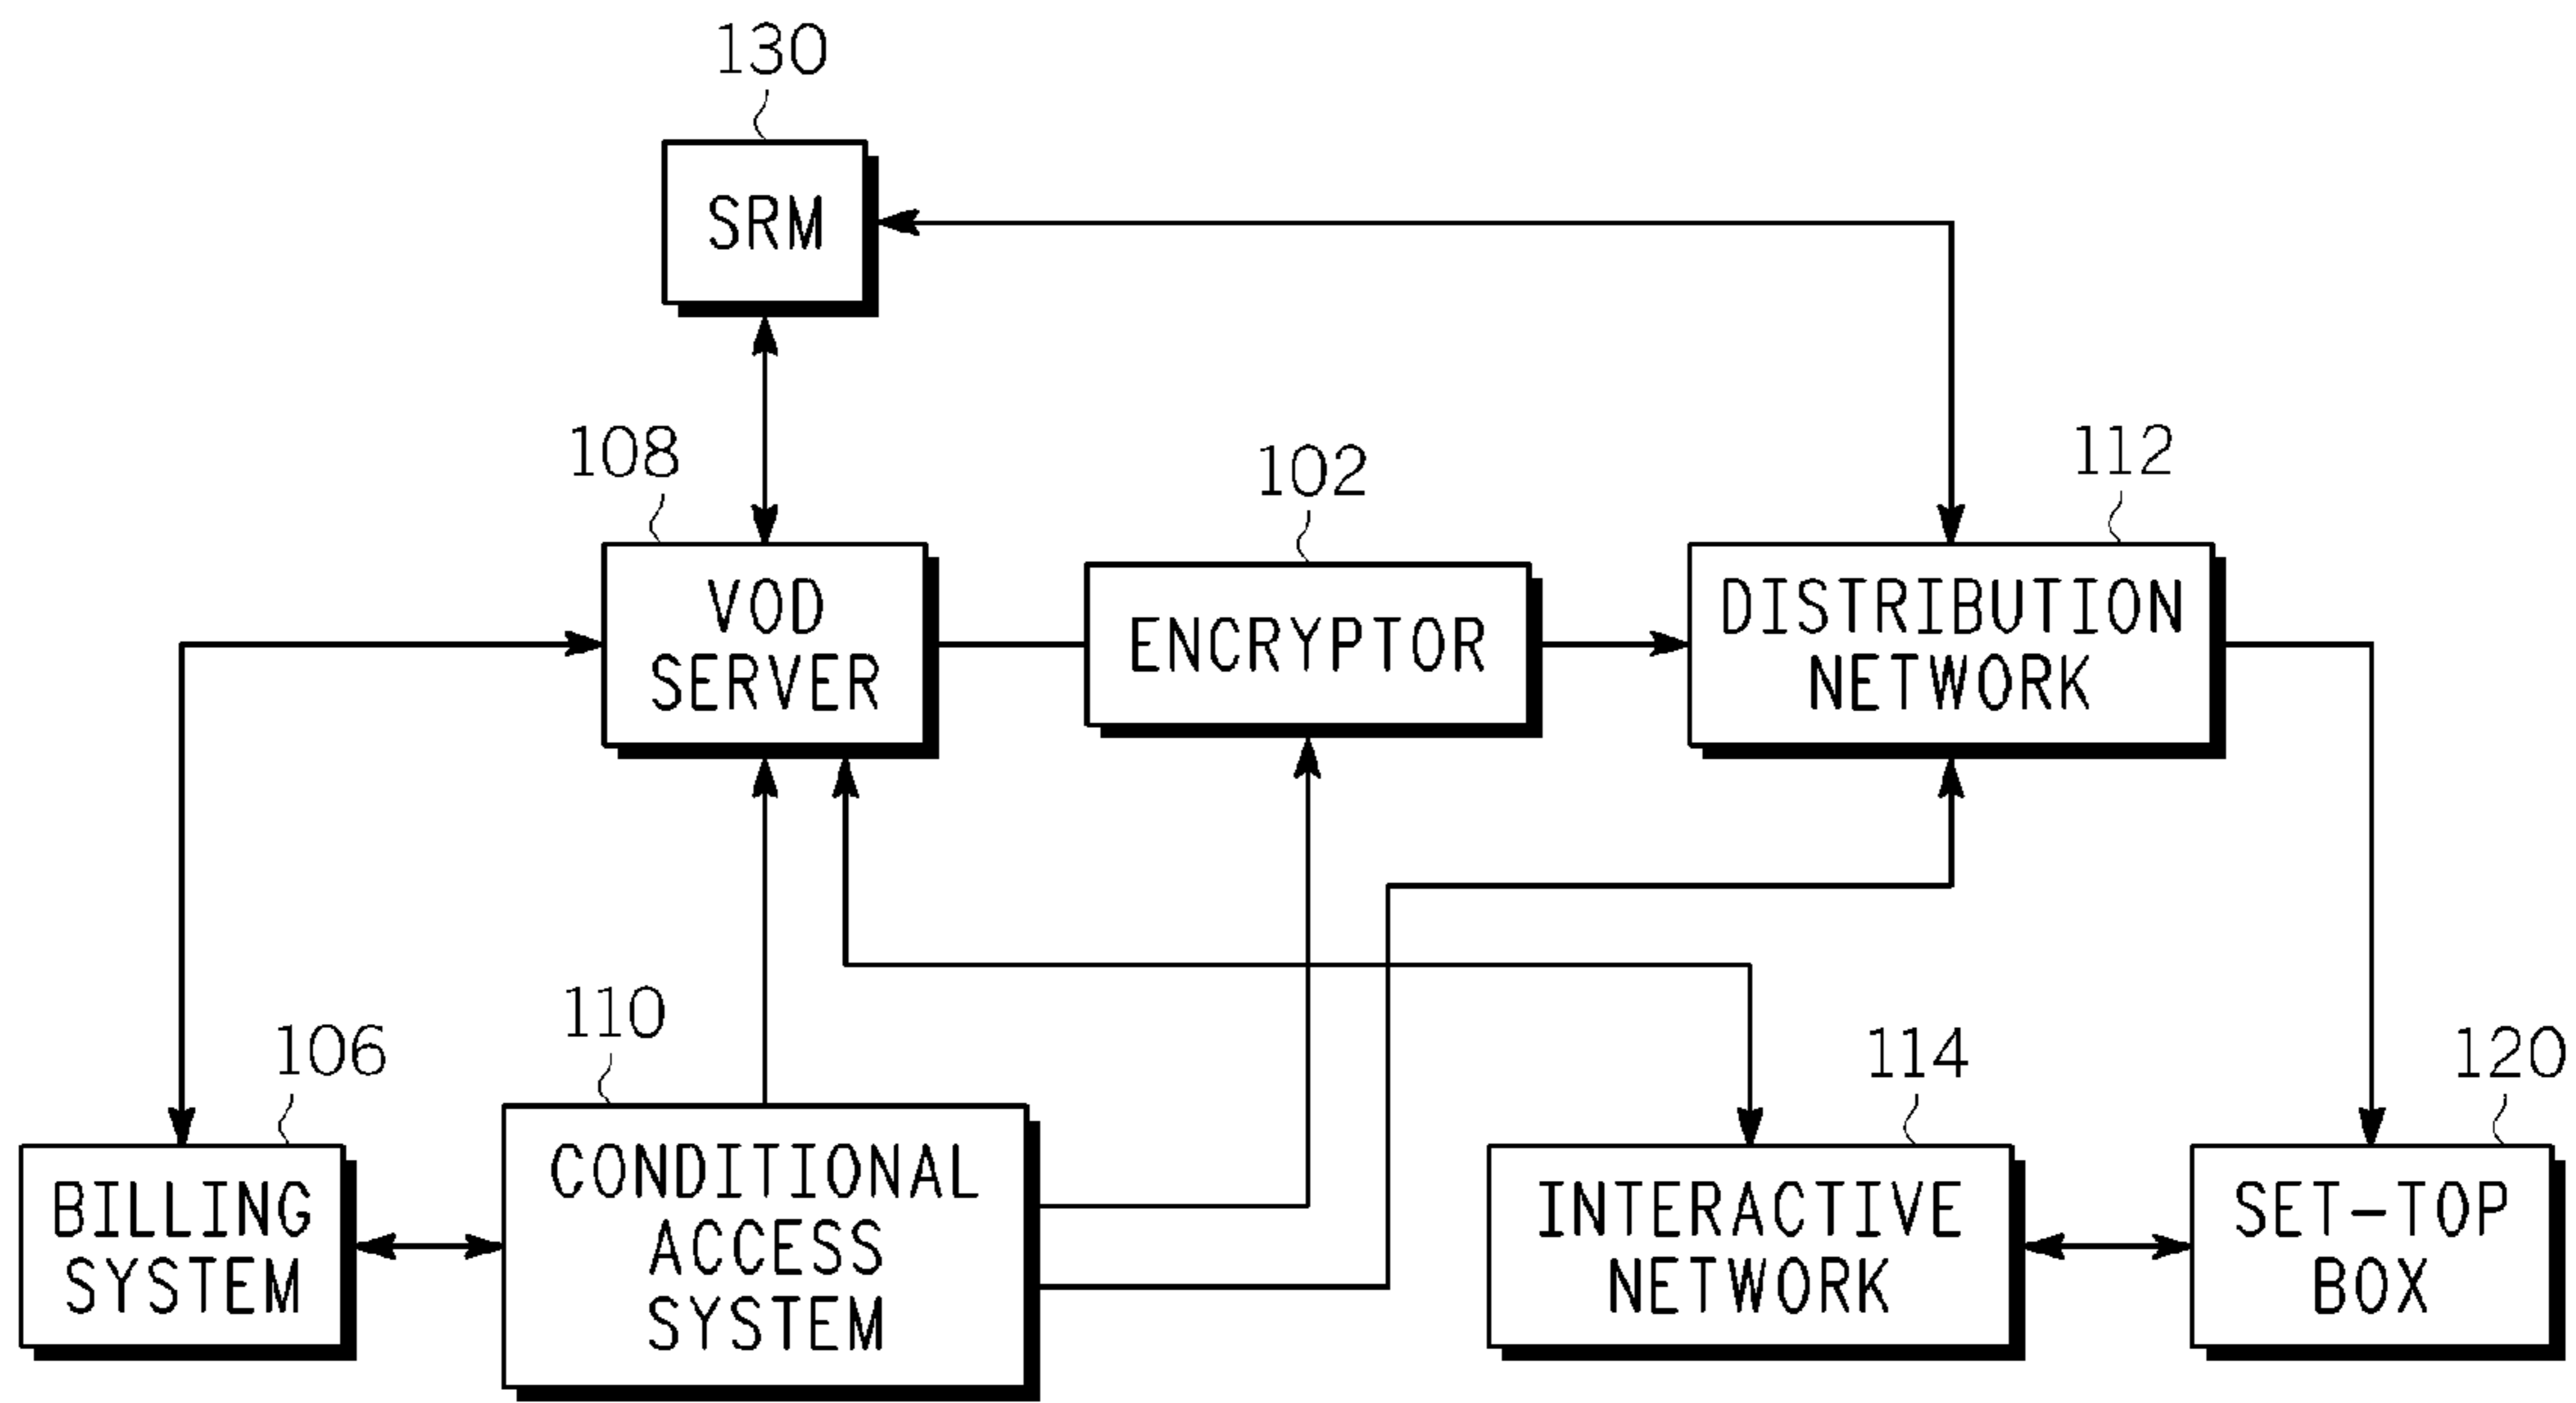 130
SRM
108
VOD
SERVER
102
ENCRYPTOR
112
DISTRIBUTION
NETWORK
106
BILLING
SYSTEM
110
CONDITIONAL
ACCESS
SYSTEM
114
INTERACTIVE
NETWORK
120
SET-TOP
BOX